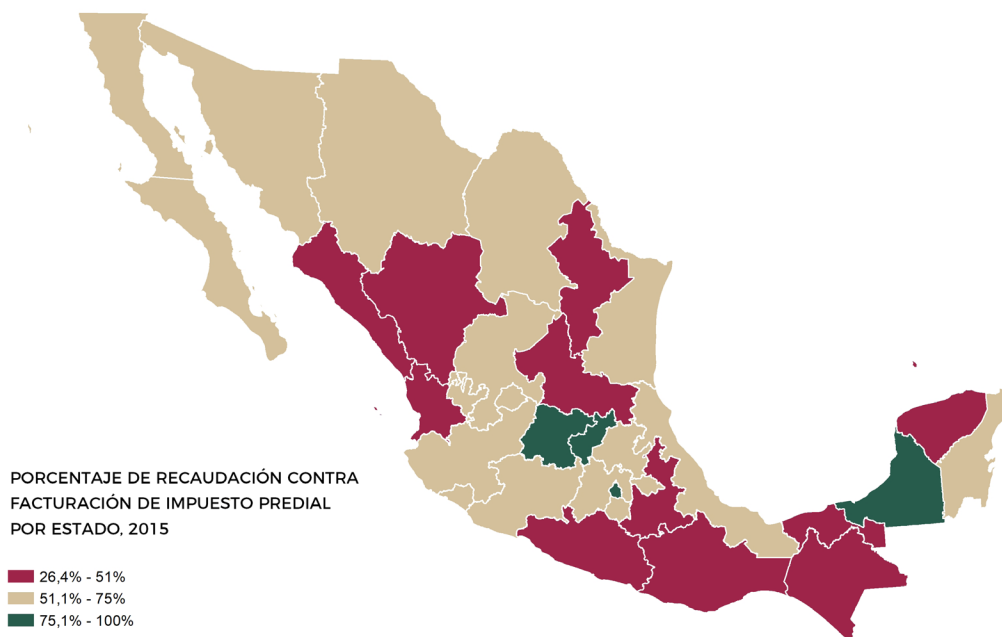 PORCENTAJE DE RECAUDACIÓN CONTRA
FACTURACIÓN DE IMPUESTO PREDIAL
POR ESTADO, 2015
26,4% - 51%
51,1% - 75%
75,1% - 100%